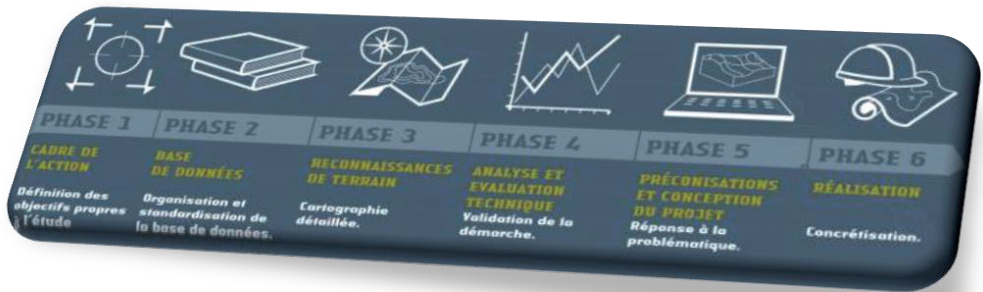 PHASE 1
CADRE DE
L'ACTION
Définition des
objectifs propres
à l'étude
PHASE 2
BASE
DE DONNÉES
Organisation et
standardisation de
la base de données.
PHASE 3
RECONNAISSANCES
DE TERRAIN
Cartographie
détaillée.
PHASE 4
ANALYSE ET
EVALUATION
TECHNIQUE
Validation de la
démarche.
PHASE 5
PRÉCONISATIONS
ET CONCEPTION
DU PROJET
Réponse à la
problématique.
PHASE 6
RÉALISATION
Concrétisation.